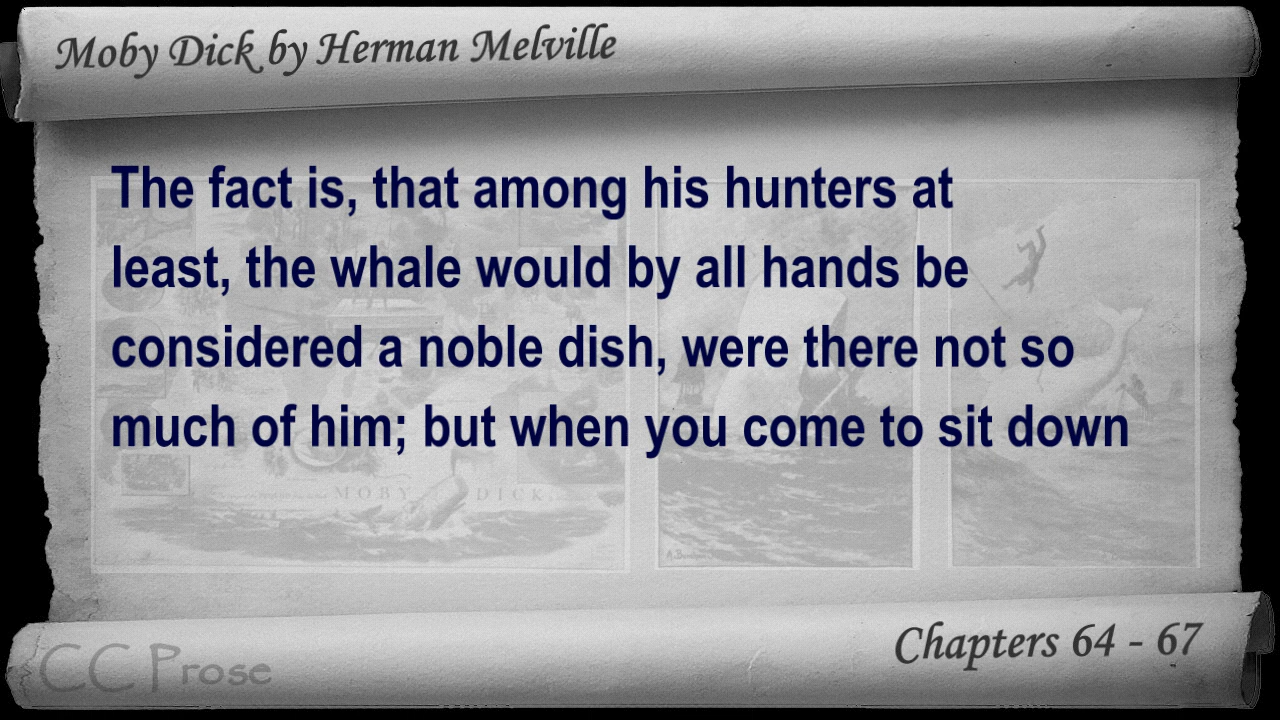 Moby Dick by Herman Melville
The fact is, that among his hunters at
least, the whale would by all hands be
considered a noble dish, were there not so
much of him; but when you come to sit down
MOBY DICK
Chapters 64 - 67
CC Prose